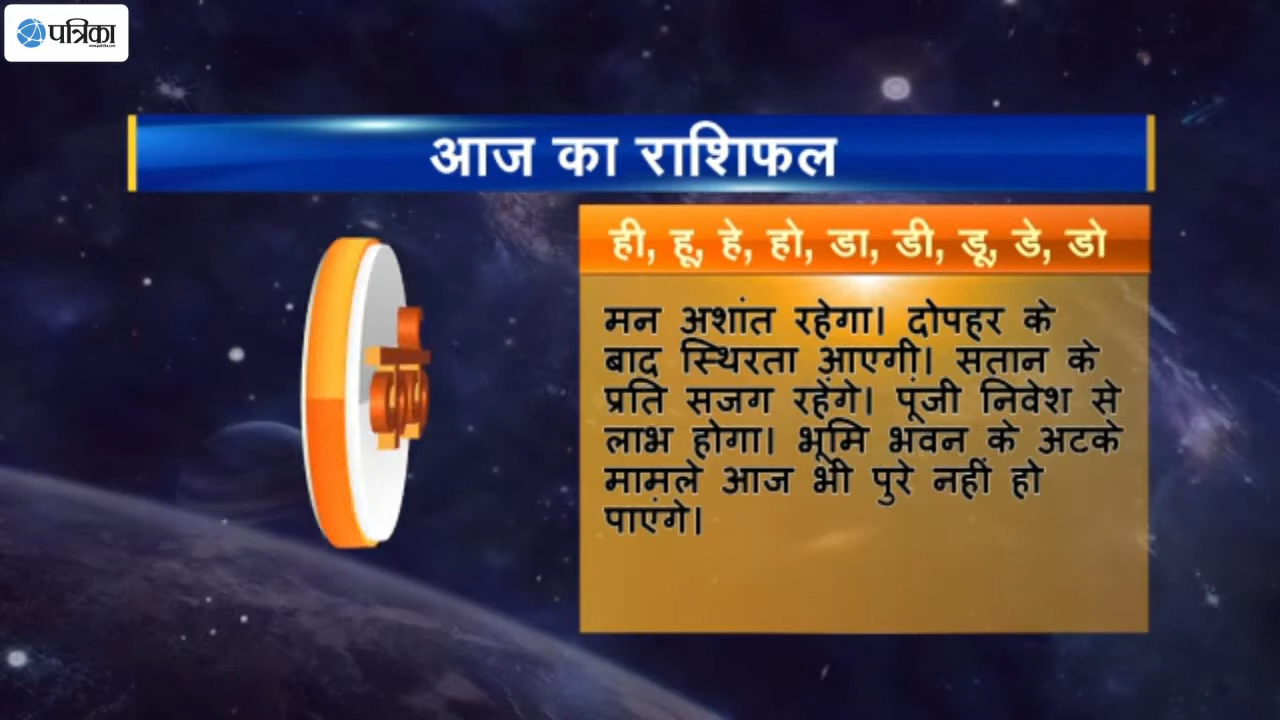 पत्रिका
आज का राशिफल
ही, हू, हे, हो, डा, डी, डू, डे, डो
मन अशांत रहेगा। दोपहर के
बाद स्थिरता आएगी। सतान के
प्रति सजग रहेंगे। पूंजी निवेश से
लाभ होगा। भूमि भवन के अटके
मामले आज भी पुरे नहीं हो
पाएंगे।